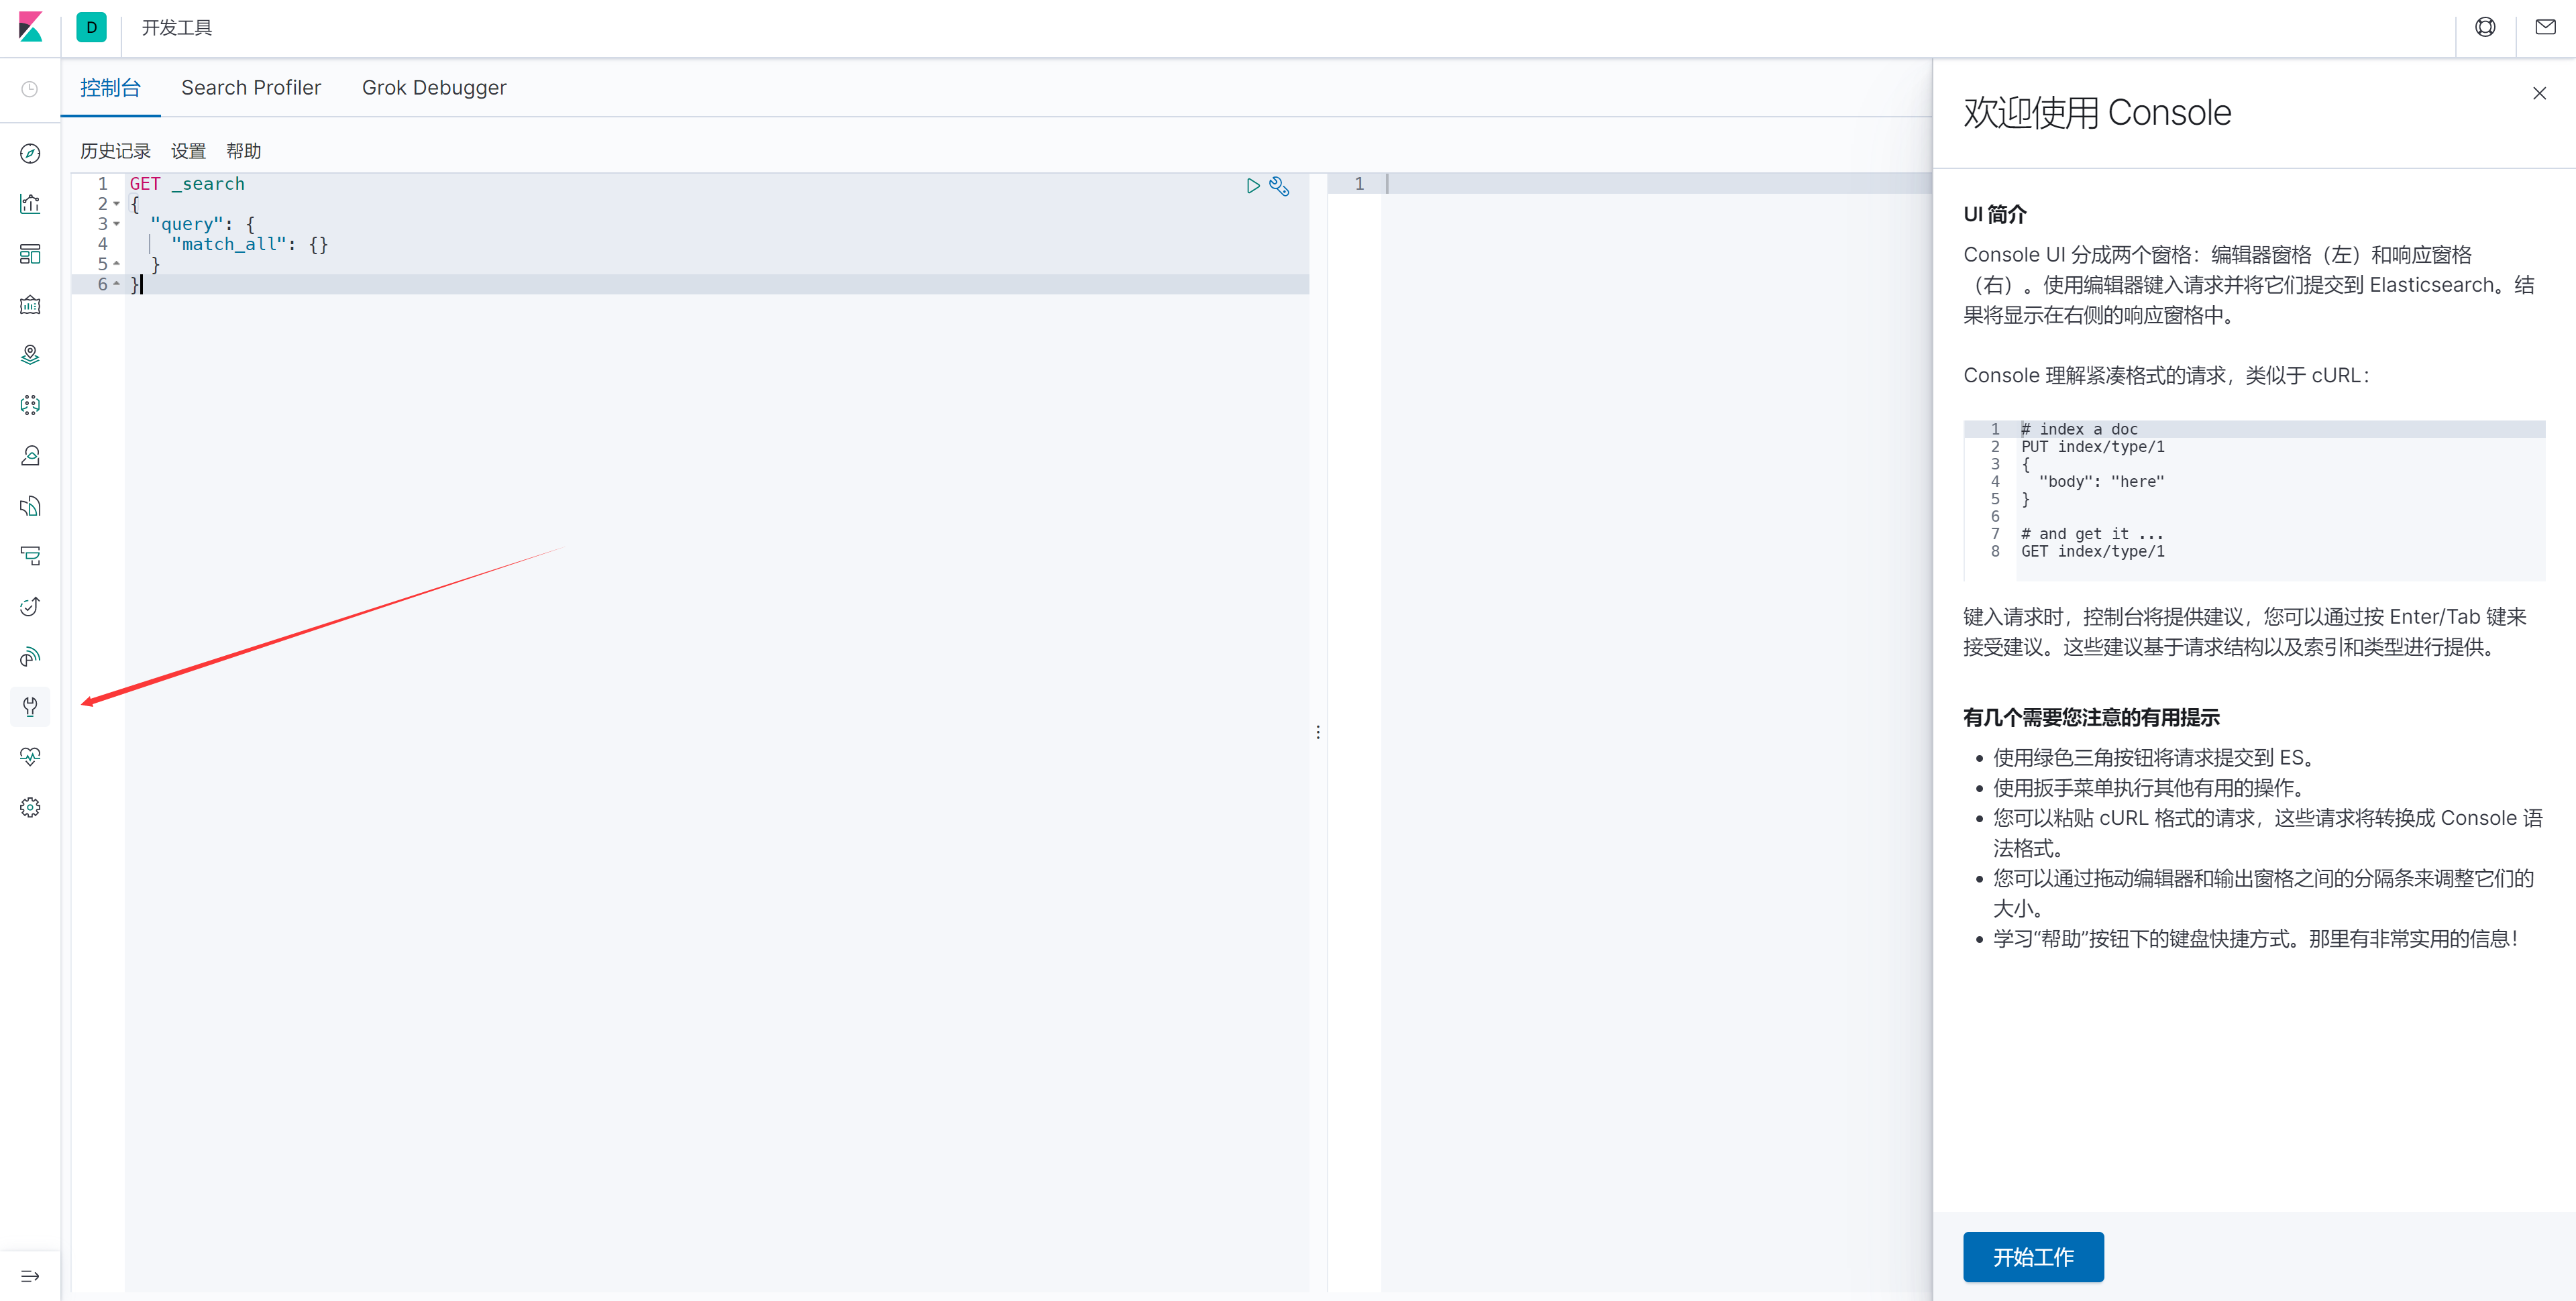 D
开发工具
控制台
Search Profiler
Grok Debugger
历史记录
设置
帮助
1 GET _search
2 {
3 "query": {
4 "match_all": {}
5 }
6 }
1
欢迎使用 Console
UI 简介
Console UI 分成两个窗格：编辑器窗格（左）和响应窗格
（右）。使用编辑器键入请求并将它们提交到 Elasticsearch。结
果将显示在右侧的响应窗格中。
Console 理解紧凑格式的请求，类似于 cURL：
1 # index a doc
2 PUT index/type/1
3 {
4 "body": "here"
5 }
6
7 # and get it ...
8 GET index/type/1
键入请求时，控制台将提供建议，您可以通过按 Enter/Tab 键来
接受建议。这些建议基于请求结构以及索引和类型进行提供。
有几个需要您注意的有用提示
• 使用绿色三角按钮将请求提交到 ES。
• 使用扳手菜单执行其他有用的操作。
• 您可以粘贴 cURL 格式的请求，这些请求将转换成 Console 语
法格式。
• 您可以通过拖动编辑器和输出窗格之间的分隔条来调整它们的
大小。
• 学习“帮助”按钮下的键盘快捷方式。那里有非常实用的信息！
开始工作